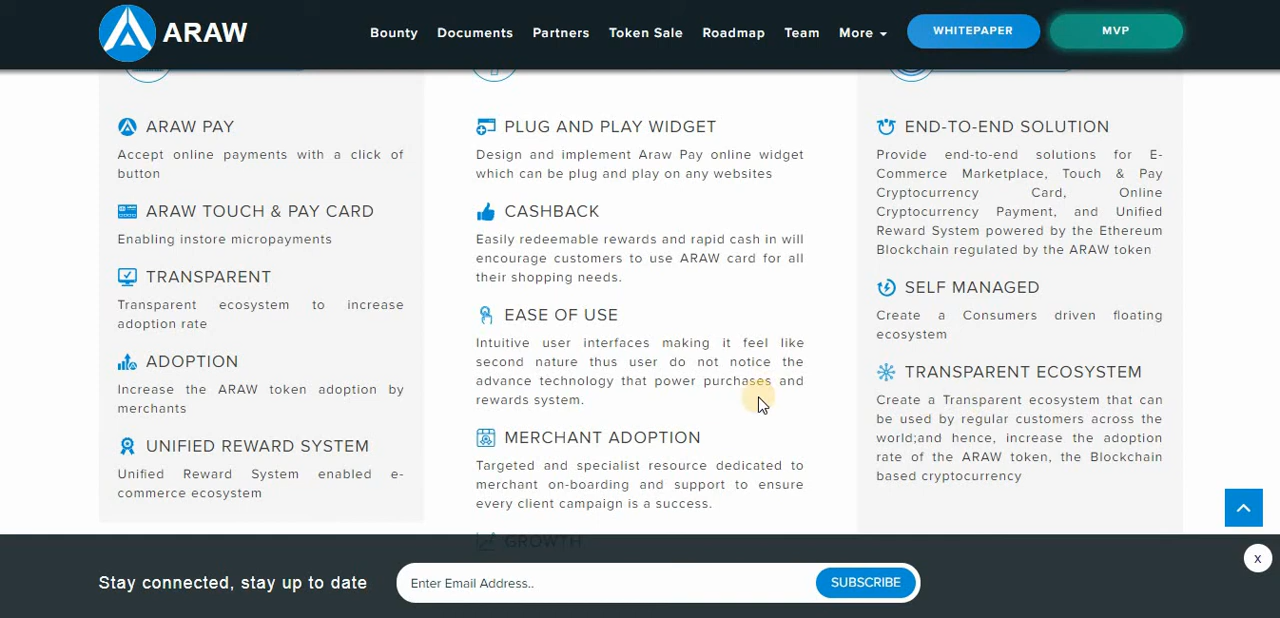 ARAW
Bounty Documents Partners Token Sale Roadmap Team More WHITEPAPER MVP
ARAW PAY
Accept online payments with a click of
button
ARAW TOUCH & PAY CARD
Enabling instore micropayments
TRANSPARENT
Transparent ecosystem to increase
adoption rate
ADOPTION
Increase the ARAW token adoption by
merchants
UNIFIED REWARD SYSTEM
Unified Reward System enabled e-
commerce ecosystem
PLUG AND PLAY WIDGET
Design and implement Araw Pay online widget
which can be plug and play on any websites
CASHBACK
Easily redeemable rewards and rapid cash in will
encourage customers to use ARAW card for all
their shopping needs.
EASE OF USE
Intuitive user interfaces making it feel like
second nature thus user do not notice the
advance technology that power purchases and
rewards system.
MERCHANT ADOPTION
Targeted and specialist resource dedicated to
merchant on-boarding and support to ensure
every client campaign is a success.
GROWTH
END-TO-END SOLUTION
Provide end-to-end solutions for E-
Commerce Marketplace, Touch & Pay
Cryptocurrency Card, Online
Cryptocurrency Payment, and Unified
Reward System powered by the Ethereum
Blockchain regulated by the ARAW token
SELF MANAGED
Create a Consumers driven floating
ecosystem
TRANSPARENT ECOSYSTEM
Create a Transparent ecosystem that can
be used by regular customers across the
world;and hence, increase the adoption
rate of the ARAW token, the Blockchain
based cryptocurrency
Stay connected, stay up to date
Enter Email Address..
SUBSCRIBE
x